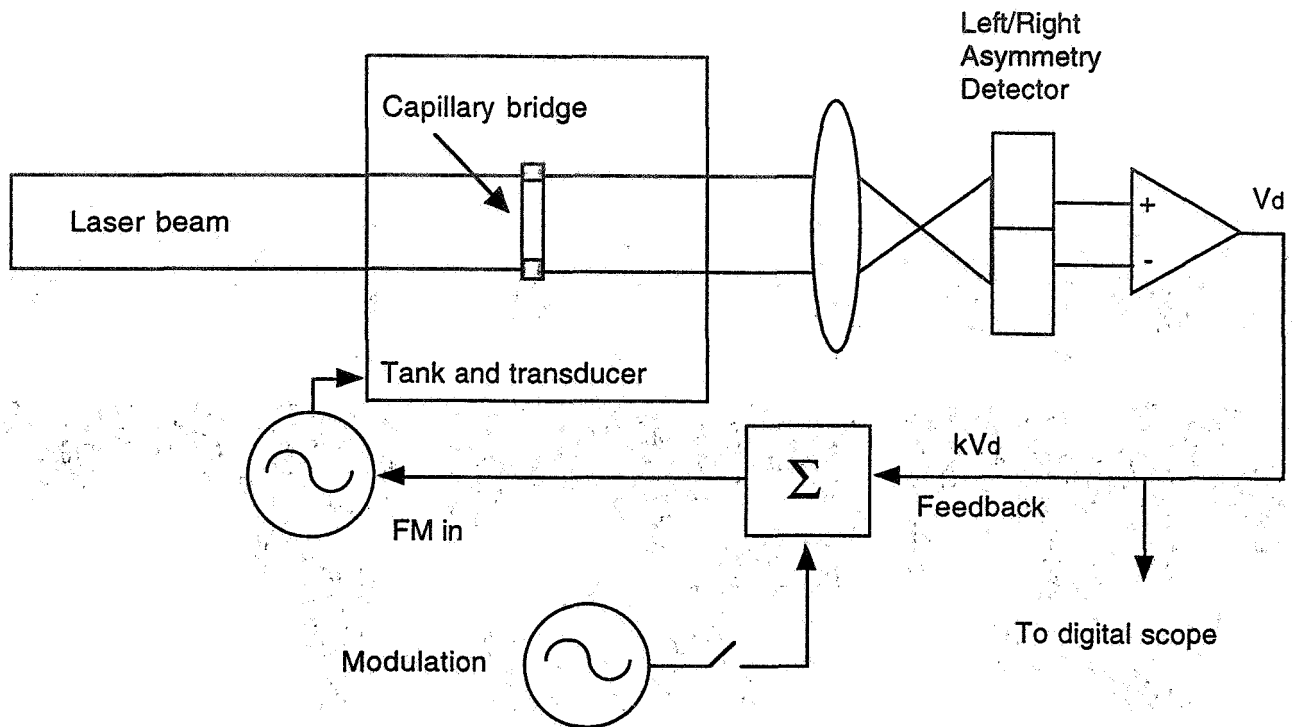 Left/Right
Asymmetry
Detector
Capillary bridge
Laser beam
+
-
Vd
Tank and transducer
Σ
kVd
Feedback
FM in
Modulation
To digital scope